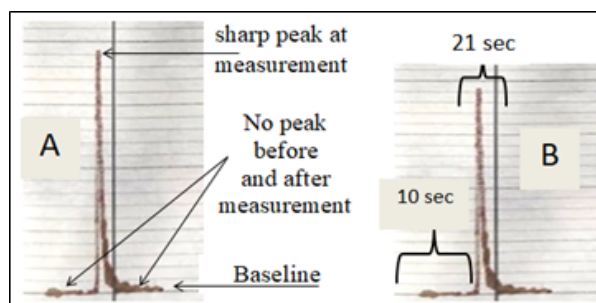 sharp peak at
measurement
A
No peak
before
and after
measurement
Baseline
21 sec
B
10 sec